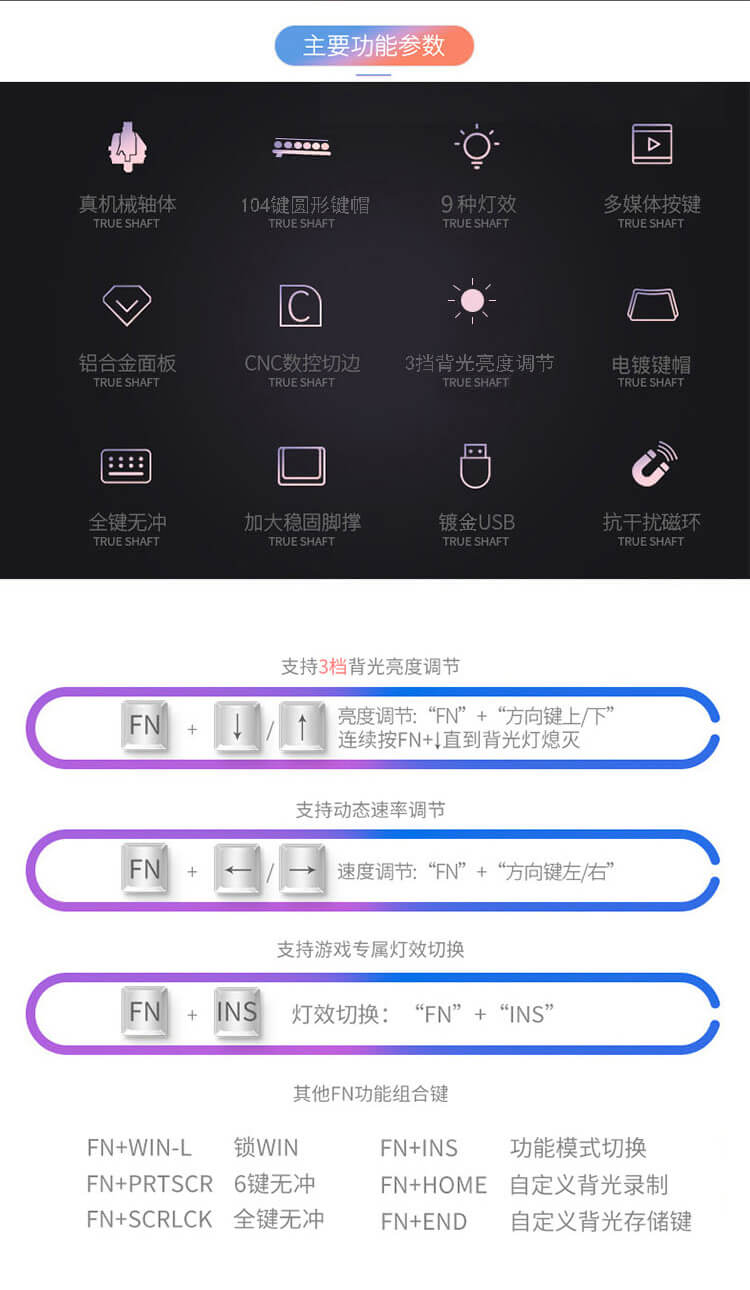 主要功能参数
真机械轴体
TRUE SHAFT
104键圆形键帽
TRUE SHAFT
9种灯效
TRUE SHAFT
多媒体按键
TRUE SHAFT
铝合金面板
TRUE SHAFT
CNC数控切边
TRUE SHAFT
3挡背光亮度调节
TRUE SHAFT
电镀键帽
TRUE SHAFT
全键无冲
TRUE SHAFT
加大稳固脚撑
TRUE SHAFT
镀金USB
TRUE SHAFT
抗干扰磁环
TRUE SHAFT
支持3档背光亮度调节
FN + ↓ / ↑ 亮度调节: “FN” + “方向键上/下”
连续按FN+↓直到背光灯熄灭
支持动态速率调节
FN + ← / → 速度调节: “FN” + “方向键左/右”
支持游戏专属灯效切换
FN + INS 灯效切换： “FN” + “INS”
其他FN功能组合键
FN+WIN-L 锁WIN FN+INS 功能模式切换
FN+PRTSCR 6键无冲 FN+HOME 自定义背光录制
FN+SCRLCK 全键无冲 FN+END 自定义背光存储键